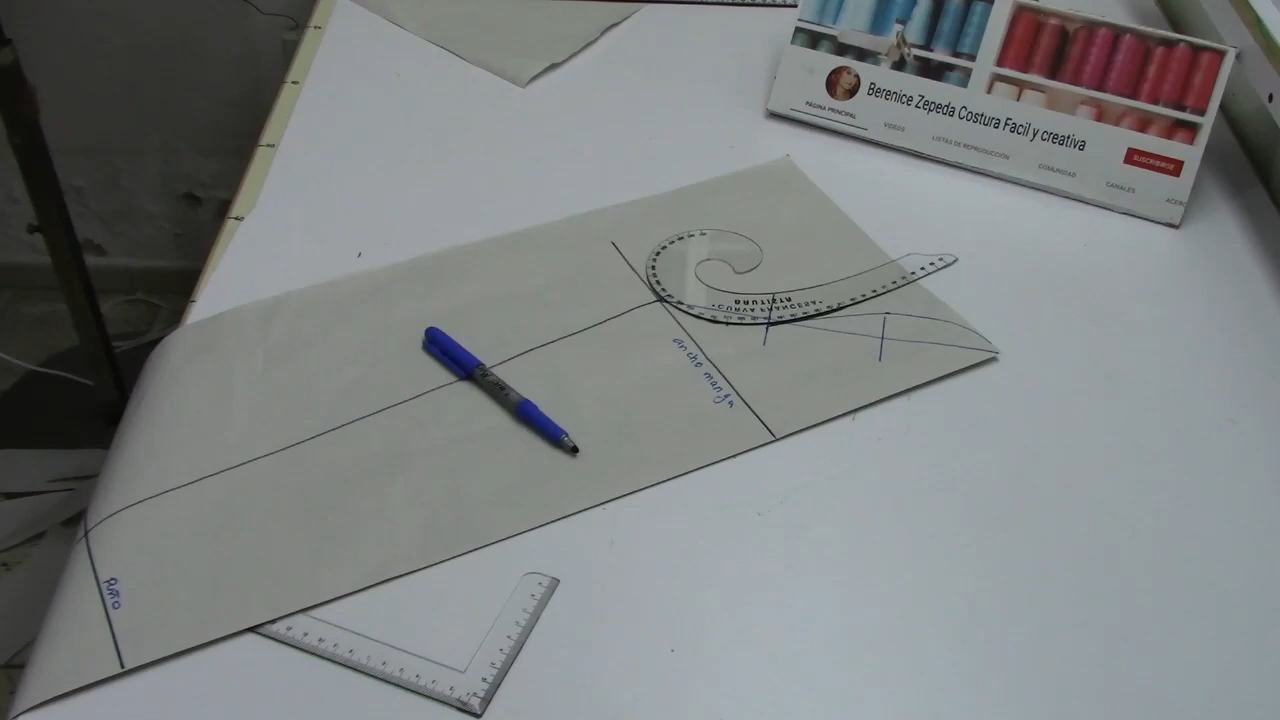 Berenice Zepeda Costura Facil y creativa
PÁGINA PRINCIPAL
VIDEOS
LISTAS DE REPRODUCCIÓN
COMUNIDAD
CANALES
SUSCRIBIRSE
"CURVA FRANCESA"
ancho manga
PUÑO